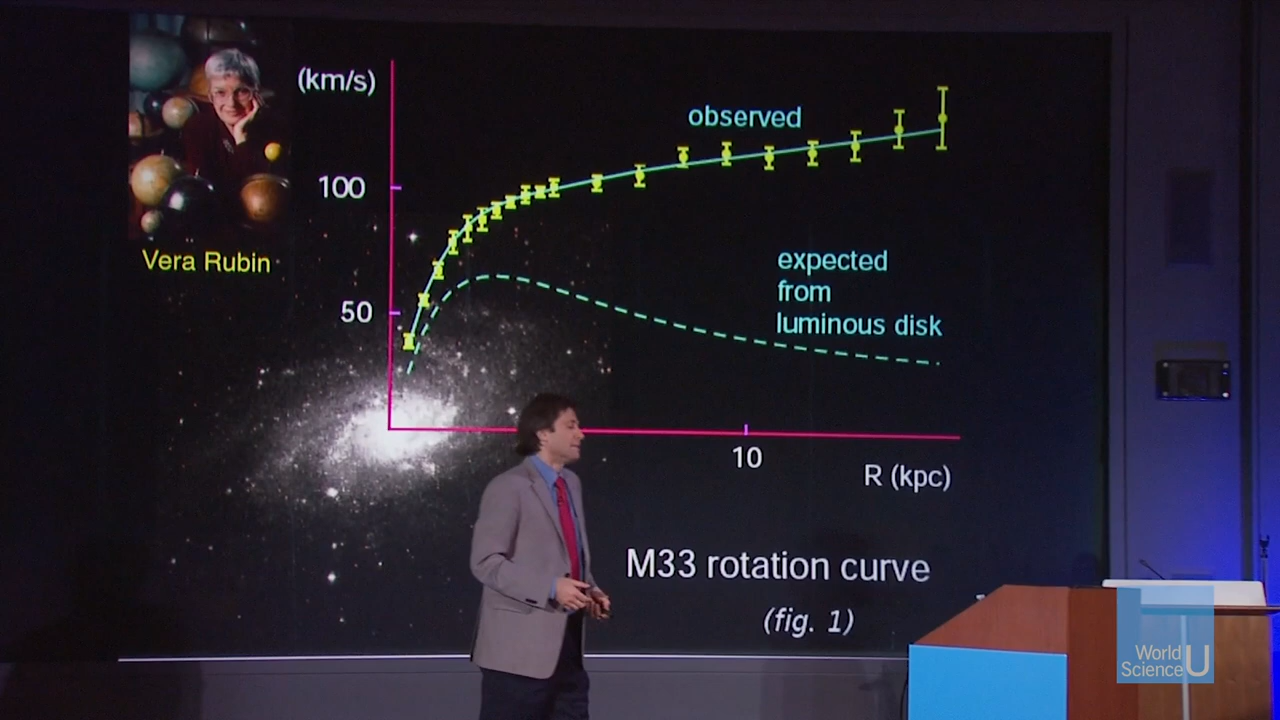 (km/s)
observed
100
Vera Rubin
expected
from
luminous disk
50
10
R (kpc)
M33 rotation curve
(fig. 1)
World
Science U